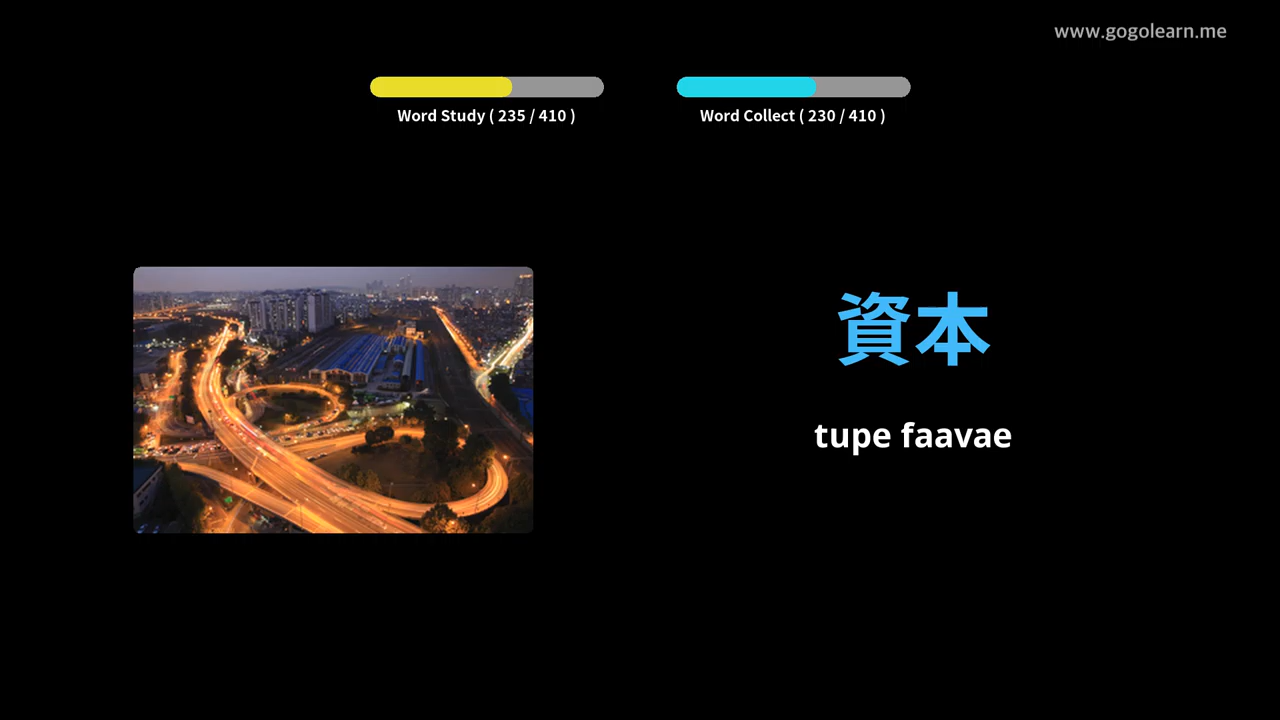 www.gogolearn.me
Word Study ( 235 / 410 )
Word Collect ( 230 / 410 )
資本
tupe faavae